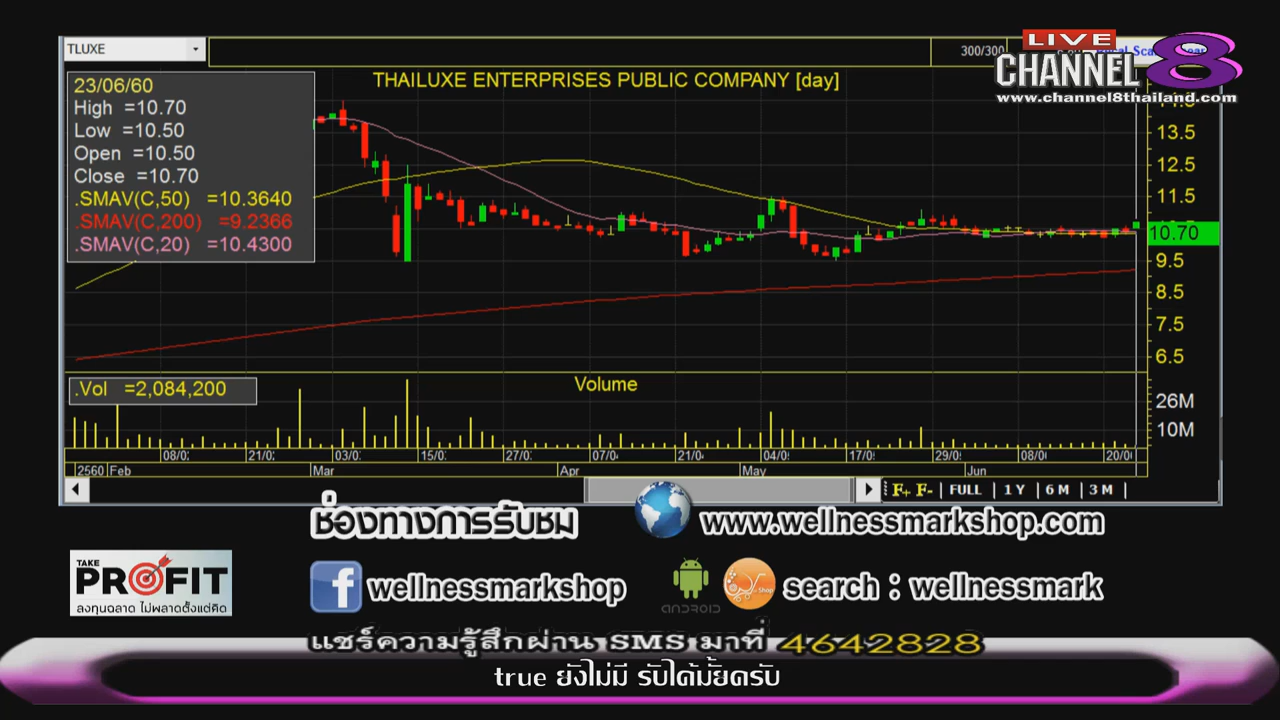 TLUXE
300/300
LIVE
CHANNEL 8
www.channel8thailand.com
THAILUXE ENTERPRISES PUBLIC COMPANY [day]
23/06/60
High =10.70
Low =10.50
Open =10.50
Close =10.70
.SMAV(C,50) =10.3640
.SMAV(C,200) =9.2366
.SMAV(C,20) =10.4300
13.5
12.5
11.5
10.70
9.5
8.5
7.5
6.5
.Vol =2,084,200
Volume
26M
10M
08/0 21/0 03/0 15/0 27/0 07/0 21/0 04/0 17/0 29/0 08/0 20/0
2560 Feb Mar Apr May Jun
F+ F- FULL 1 Y 6 M 3 M
ช่องทางการรับชม
www.wellnessmarkshop.com
TAKE
PROFIT
ลงทุนฉลาด ไม่พลาดตั้งแต่คิด
f wellnessmarkshop
ANDROID
Shop
search : wellnessmark
แชร์ความรู้สึกผ่าน SMS มาที่ 4642828
true ยังไม่มี รับได้มั้ยครับ